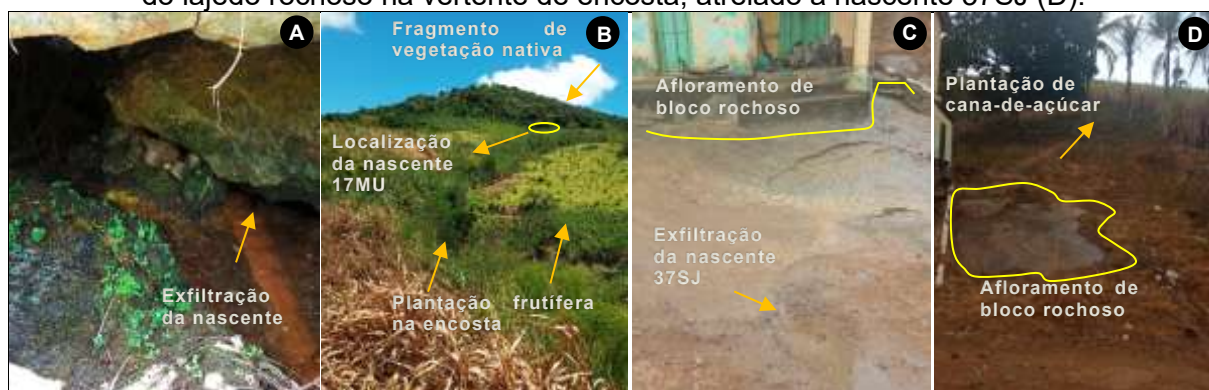 de lajedo rochoso na vertente de encosta, atrelado à nascente 37SJ (D).
A
Exfiltração
da nascente
B
Fragmento de
vegetação nativa
Localização
da nascente
17MU
Plantação frutífera
na encosta
C
Afloramento de
bloco rochoso
Exfiltração
da nascente
37SJ
D
Plantação de
cana-de-açúcar
Afloramento de
bloco rochoso